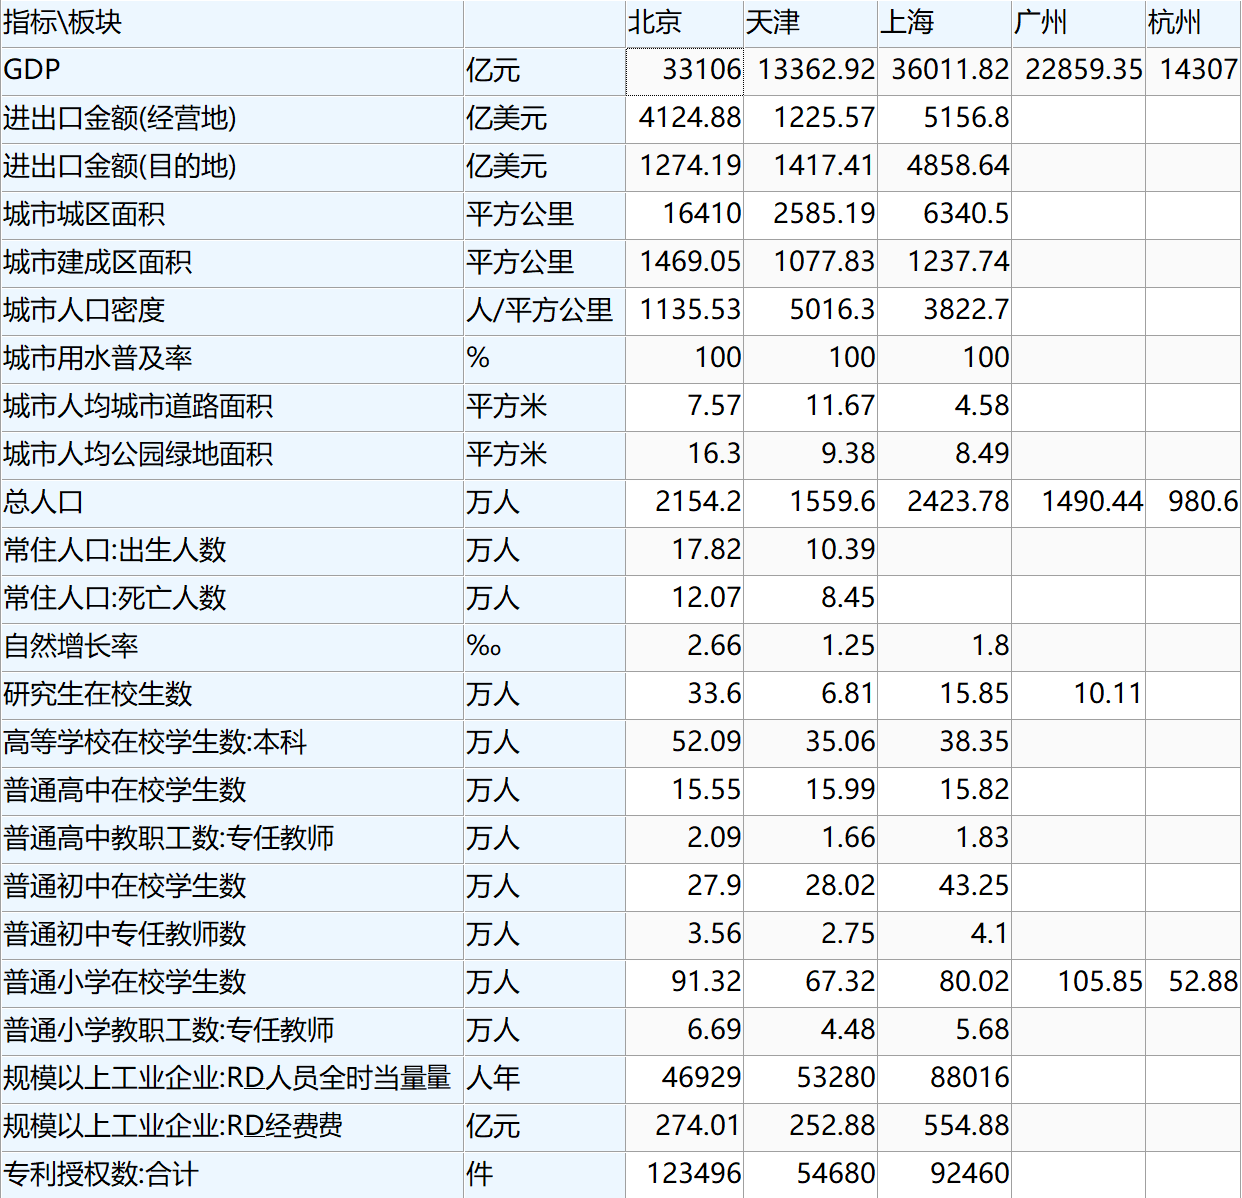 指标\板块 北京 天津 上海 广州 杭州
GDP 亿元 33106 13362.92 36011.82 22859.35 14307
进出口金额(经营地) 亿美元 4124.88 1225.57 5156.8
进出口金额(目的地) 亿美元 1274.19 1417.41 4858.64
城市城区面积 平方公里 16410 2585.19 6340.5
城市建成区面积 平方公里 1469.05 1077.83 1237.74
城市人口密度 人/平方公里 1135.53 5016.3 3822.7
城市用水普及率 % 100 100 100
城市人均城市道路面积 平方米 7.57 11.67 4.58
城市人均公园绿地面积 平方米 16.3 9.38 8.49
总人口 万人 2154.2 1559.6 2423.78 1490.44 980.6
常住人口:出生人数 万人 17.82 10.39
常住人口:死亡人数 万人 12.07 8.45
自然增长率 ‰ 2.66 1.25 1.8
研究生在校生数 万人 33.6 6.81 15.85 10.11
高等学校在校学生数:本科 万人 52.09 35.06 38.35
普通高中在校学生数 万人 15.55 15.99 15.82
普通高中教职工数:专任教师 万人 2.09 1.66 1.83
普通初中在校学生数 万人 27.9 28.02 43.25
普通初中专任教师数 万人 3.56 2.75 4.1
普通小学在校学生数 万人 91.32 67.32 80.02 105.85 52.88
普通小学教职工数:专任教师 万人 6.69 4.48 5.68
规模以上工业企业:RD人员全时当量量 人年 46929 53280 88016
规模以上工业企业:RD经费费 亿元 274.01 252.88 554.88
专利授权数:合计 件 123496 54680 92460